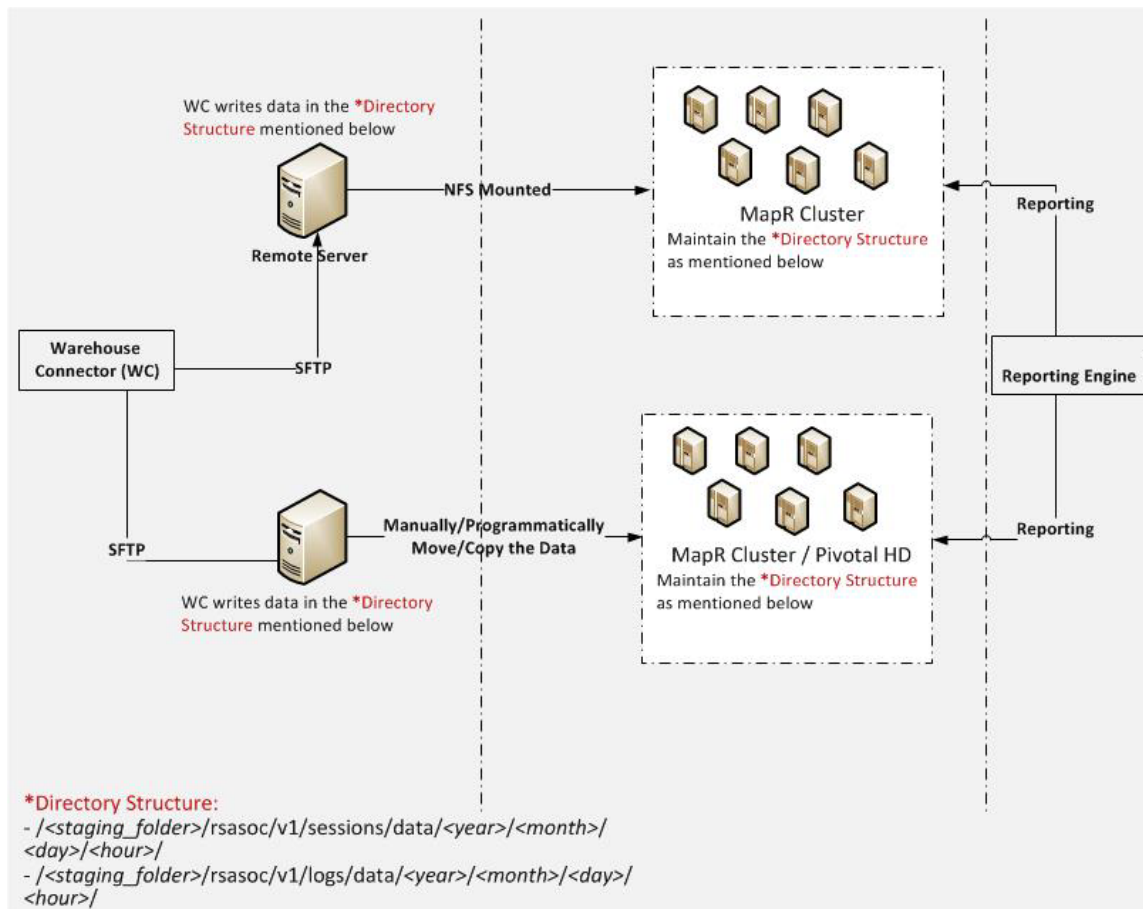 WC writes data in the *Directory
Structure mentioned below
NFS Mounted
Remote Server
MapR Cluster
Maintain the *Directory Structure
as mentioned below
Reporting
Warehouse
Connector (WC)
SFTP
Reporting Engine
SFTP
Manually/Programmatically
Move/Copy the Data
WC writes data in the *Directory
Structure mentioned below
MapR Cluster / Pivotal HD
Maintain the *Directory Structure
as mentioned below
Reporting
*Directory Structure:
- /<staging_folder>/rsasoc/v1/sessions/data/<year>/<month>/
<day>/<hour>/
- /<staging_folder>/rsasoc/v1/logs/data/<year>/<month>/<day>/
<hour>/